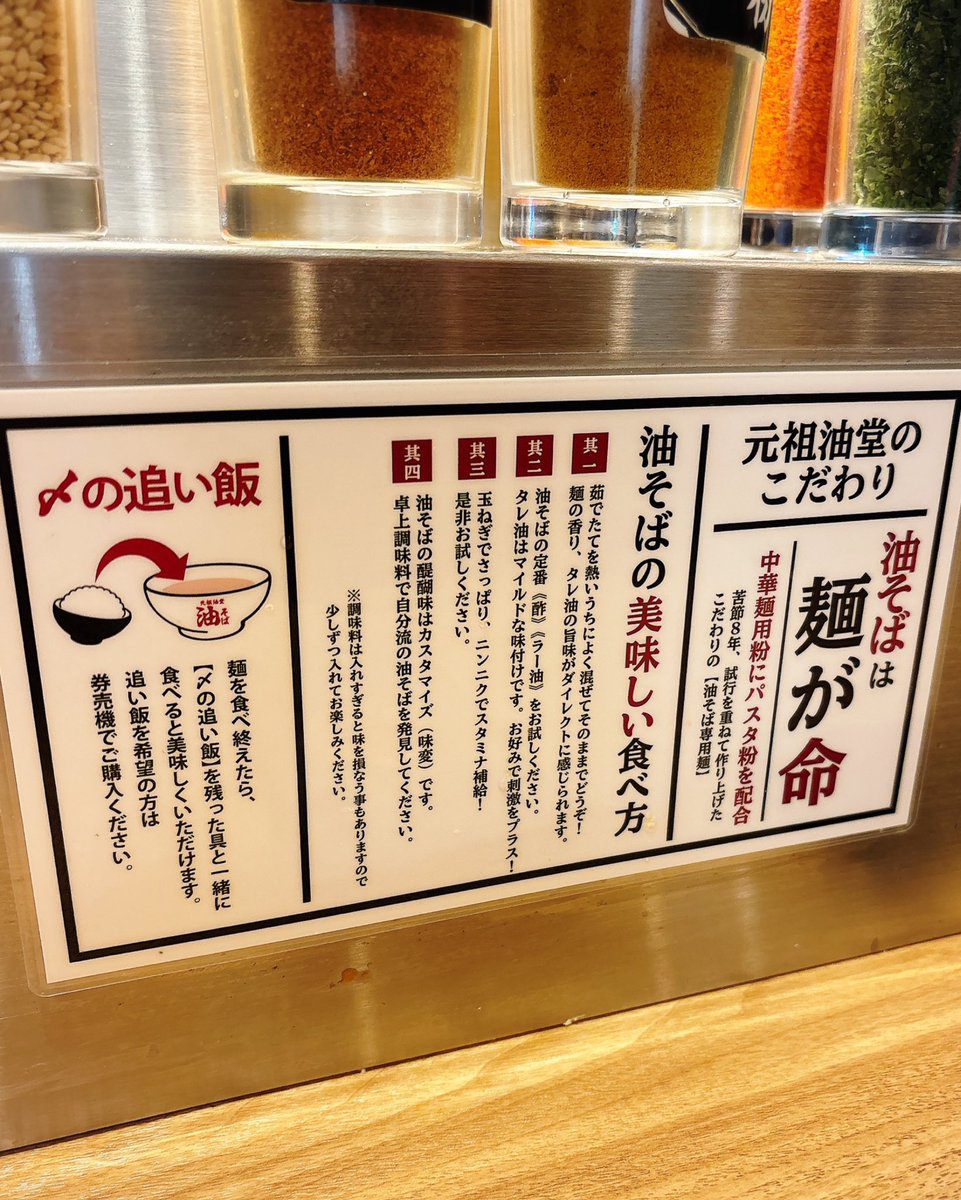 元祖油堂の
こだわり
油そばは
麺が命
中華麺用粉にパスタ粉を配合
苦節8年、試行を重ねて作り上げた
こだわりの【油そば専用麺】
油そばの美味しい食べ方
其一
茹でたてを熱いうちによく混ぜてそのままでどうぞ！
麺の香り、タレ油の旨味がダイレクトに感じられます。
其二
油そばの定番《酢》《ラー油》をお試しください。
タレ油はマイルドな味付けです。お好みで刺激をプラス！
其三
玉ねぎでさっぱり、ニンニクでスタミナ補給！
是非お試しください。
其四
油そばの醍醐味はカスタマイズ（味変）です。
卓上調味料で自分流の油そばを発見してください。
※調味料は入れすぎると味を損なう事もありますので
少しずつ入れてお楽しみください。
〆の追い飯
元祖油堂
油そば
麺を食べ終えたら、
【〆の追い飯】を残った具と一緒に
食べると美味しくいただけます。
追い飯を希望の方は
券売機でご購入ください。